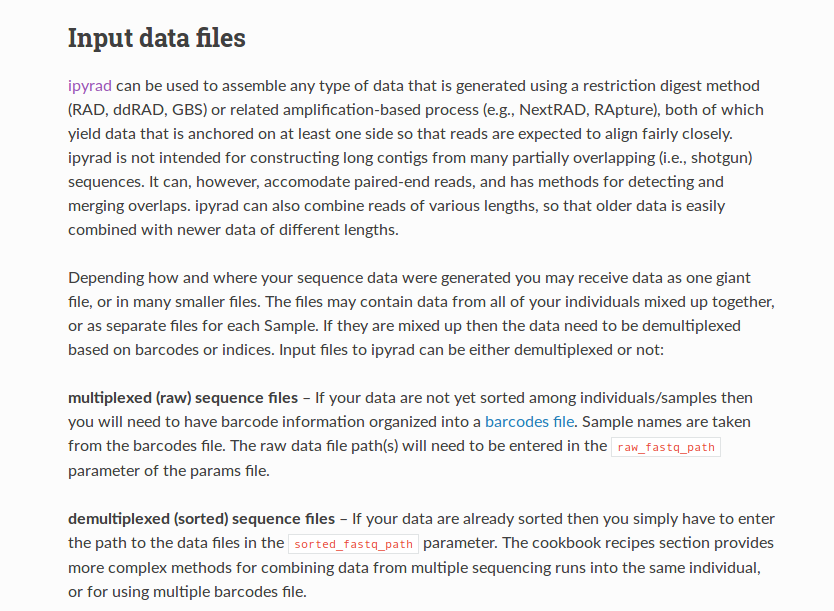 Input data files
ipyrad can be used to assemble any type of data that is generated using a restriction digest method
(RAD, ddRAD, GBS) or related amplification-based process (e.g., NextRAD, RApture), both of which
yield data that is anchored on at least one side so that reads are expected to align fairly closely.
ipyrad is not intended for constructing long contigs from many partially overlapping (i.e., shotgun)
sequences. It can, however, accomodate paired-end reads, and has methods for detecting and
merging overlaps. ipyrad can also combine reads of various lengths, so that older data is easily
combined with newer data of different lengths.
Depending how and where your sequence data were generated you may receive data as one giant
file, or in many smaller files. The files may contain data from all of your individuals mixed up together,
or as separate files for each Sample. If they are mixed up then the data need to be demultiplexed
based on barcodes or indices. Input files to ipyrad can be either demultiplexed or not:
multiplexed (raw) sequence files – If your data are not yet sorted among individuals/samples then
you will need to have barcode information organized into a barcodes file. Sample names are taken
from the barcodes file. The raw data file path(s) will need to be entered in the raw_fastq_path
parameter of the params file.
demultiplexed (sorted) sequence files – If your data are already sorted then you simply have to enter
the path to the data files in the sorted_fastq_path parameter. The cookbook recipes section provides
more complex methods for combining data from multiple sequencing runs into the same individual,
or for using multiple barcodes file.